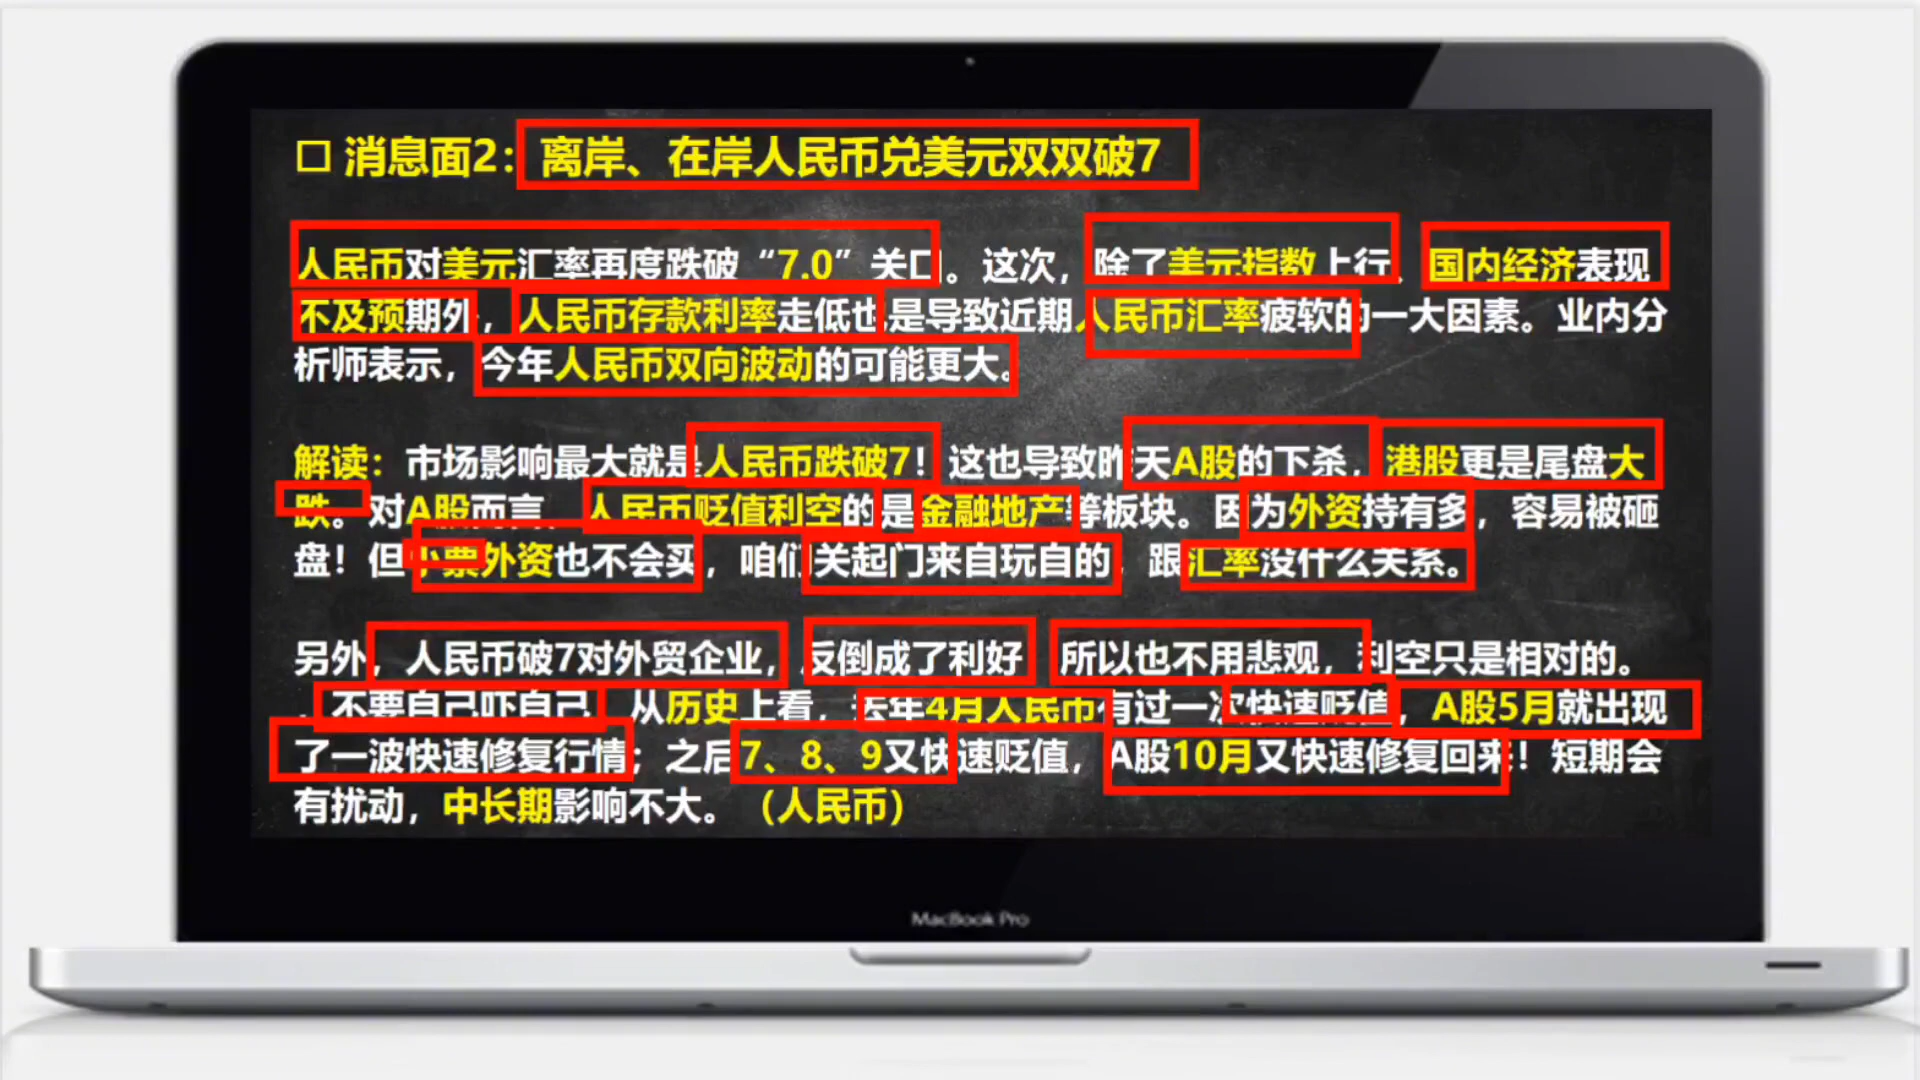 消息面2：离岸、在岸人民币兑美元双双破7
人民币对美元汇率再度跌破“7.0”关口。这次，除了美元指数上行、国内经济表现
不及预期外，人民币存款利率走低也是导致近期人民币汇率疲软的一大因素。业内分
析师表示，今年人民币双向波动的可能更大。
解读：市场影响最大就是人民币跌破7！这也导致昨天A股的下杀，港股更是尾盘大
跌。对A股而言，人民币贬值利空的是金融地产等板块。因为外资持有多，容易被砸
盘！但小票外资也不会买，咱们关起门来自玩自的，跟汇率没什么关系。
另外，人民币破7对外贸企业，反倒成了利好，所以也不用悲观，利空只是相对的。
，不要自己吓自己，从历史上看，去年4月人民币有过一次快速贬值，A股5月就出现
了一波快速修复行情；之后7、8、9又快速贬值，A股10月又快速修复回来！短期会
有扰动，中长期影响不大。（人民币）
MacBook Pro